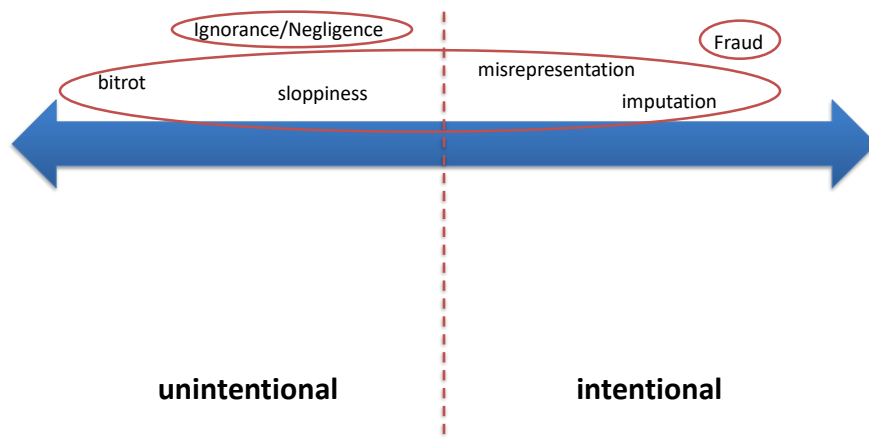 Ignorance/Negligence
Fraud
misrepresentation
bitrot
sloppiness
imputation
unintentional
intentional